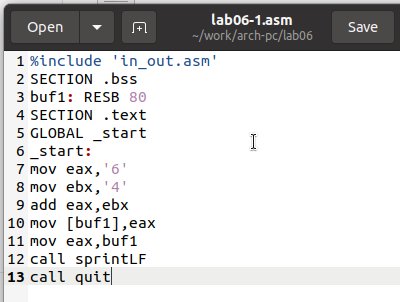 Open
lab06-1.asm
~/work/arch-pc/lab06
Save
1 %include 'in_out.asm'
2 SECTION .bss
3 buf1: RESB 80
4 SECTION .text
5 GLOBAL _start
6 _start:
7 mov eax,'6'
8 mov ebx,'4'
9 add eax,ebx
10 mov [buf1],eax
11 mov eax,buf1
12 call sprintLF
13 call quit